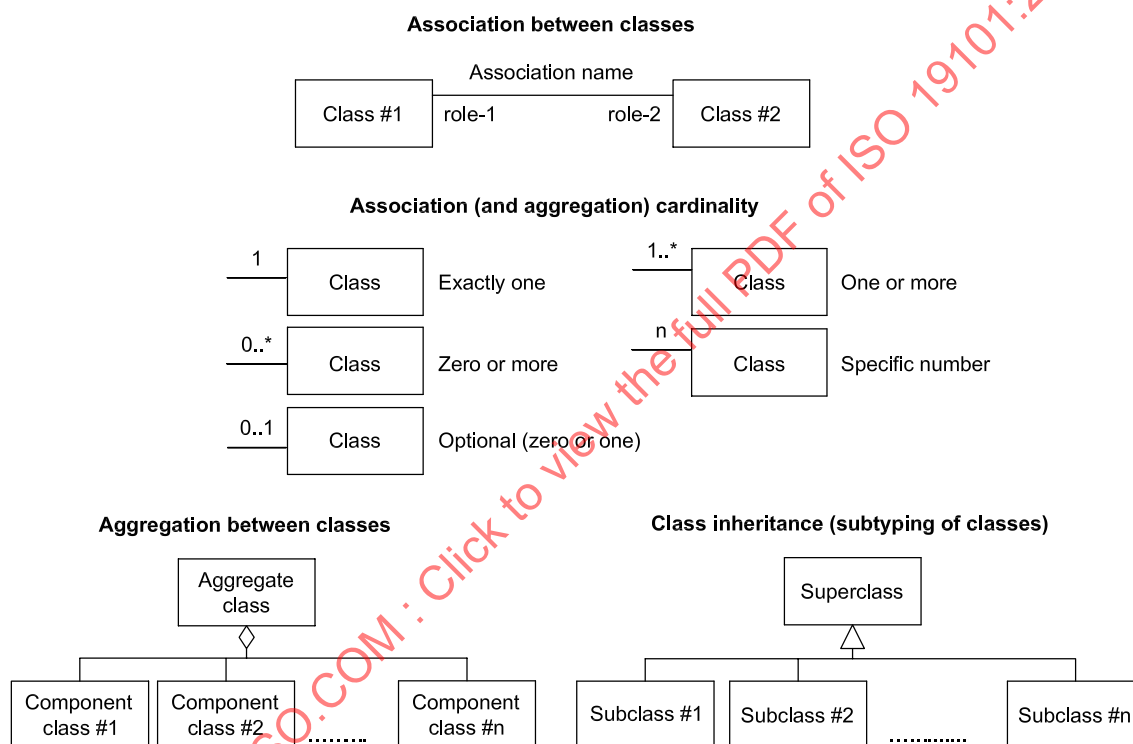 Association between classes
Association name
Class #1
role-1
role-2
Class #2
Association (and aggregation) cardinality
1
Class
Exactly one
1..*
Class
One or more
0..*
Class
Zero or more
n
Class
Specific number
0..1
Class
Optional (zero or one)
Aggregation between classes
Class inheritance (subtyping of classes)
Aggregate
class
Superclass
Component
class #1
Component
class #2
Component
class #n
Subclass #1
Subclass #2
Subclass #n
.COM : Click to view the full PDF of ISO 19101: